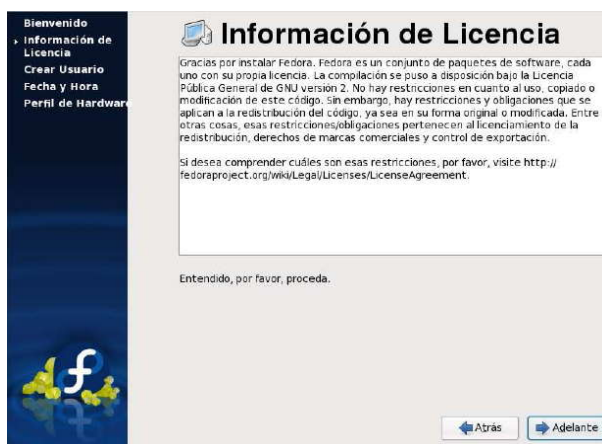 Bienvenido
Información de
Licencia
Crear Usuario
Fecha y Hora
Perfil de Hardware
Información de Licencia
Gracias por instalar Fedora. Fedora es un conjunto de paquetes de software, cada
uno con su propia licencia. La compilación se puso a disposición bajo la Licencia
Pública General de GNU versión 2. No hay restricciones en cuanto al uso, copiado o
modificación de este código. Sin embargo, hay restricciones y obligaciones que se
aplican a la redistribución del código, ya sea en su forma original o modificada. Entre
otras cosas, esas restricciones/obligaciones pertenecen al licenciamiento de la
redistribución, derechos de marcas comerciales y control de exportación.
Si desea comprender cuáles son esas restricciones, por favor, visite http://
fedoraproject.org/wiki/Legal/Licenses/LicenseAgreement.
Entendido, por favor, proceda.
Atrás
Adelante